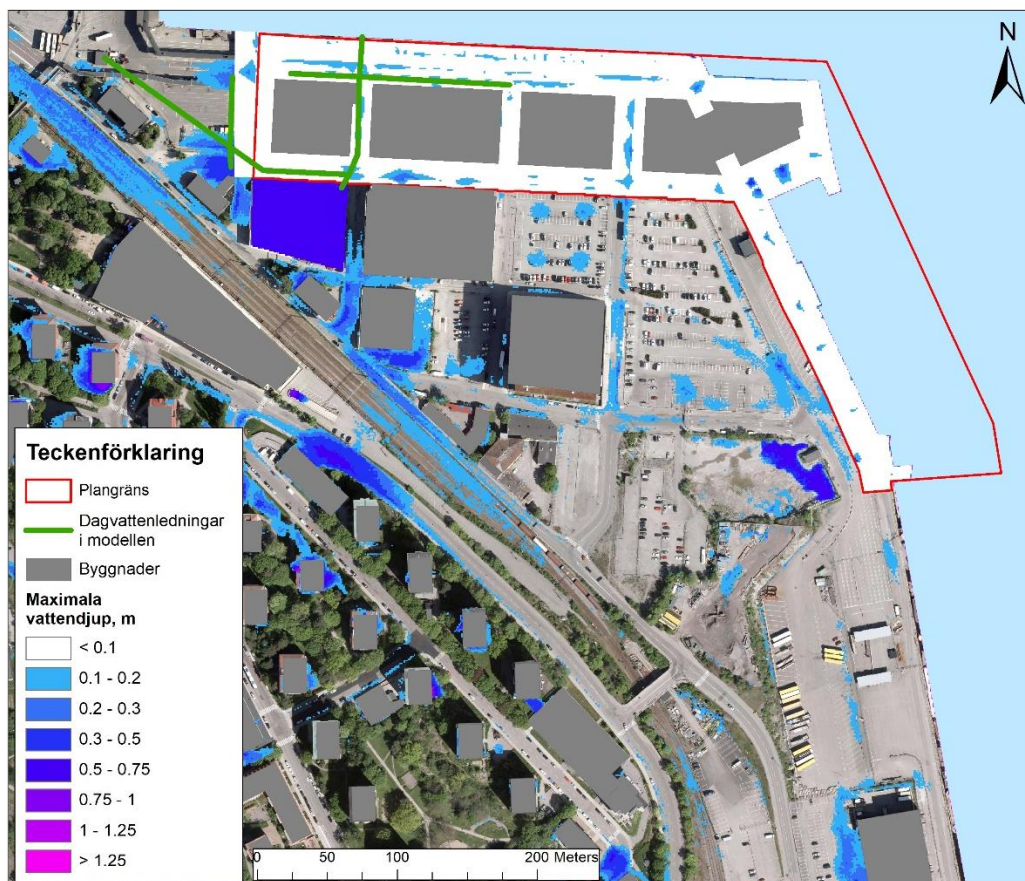 N
Teckenförklaring
Plangräns
Dagvattenledningar
i modellen
Byggnader
Maximala
vattendjup, m
< 0.1
0.1 - 0.2
0.2 - 0.3
0.3 - 0.5
0.5 - 0.75
0.75 - 1
1 - 1.25
> 1.25
0 50 100 200 Meters